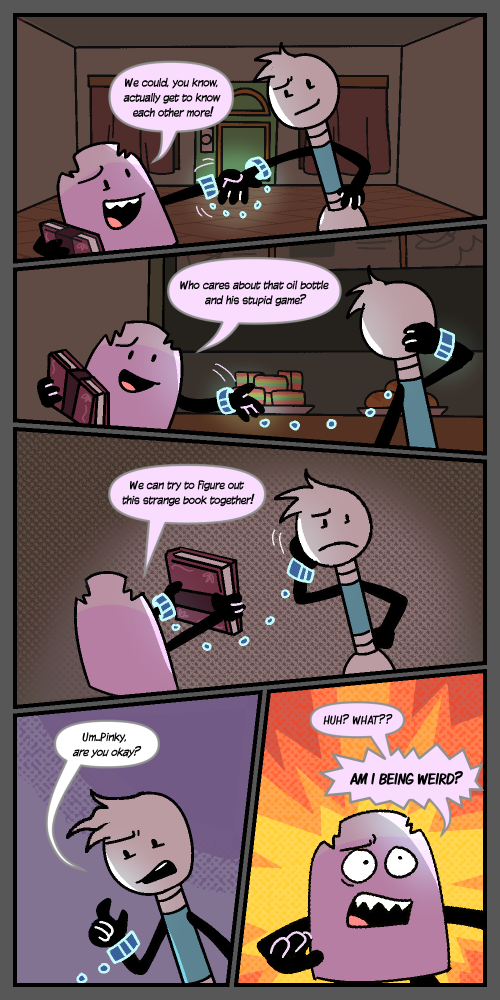 We could, you know,
actually get to know
each other more!
Who cares about that oil bottle
and his stupid game?
We can try to figure out
this strange book together!
Um...Pinky,
are you okay?
HUH? WHAT??
AM I BEING WEIRD?